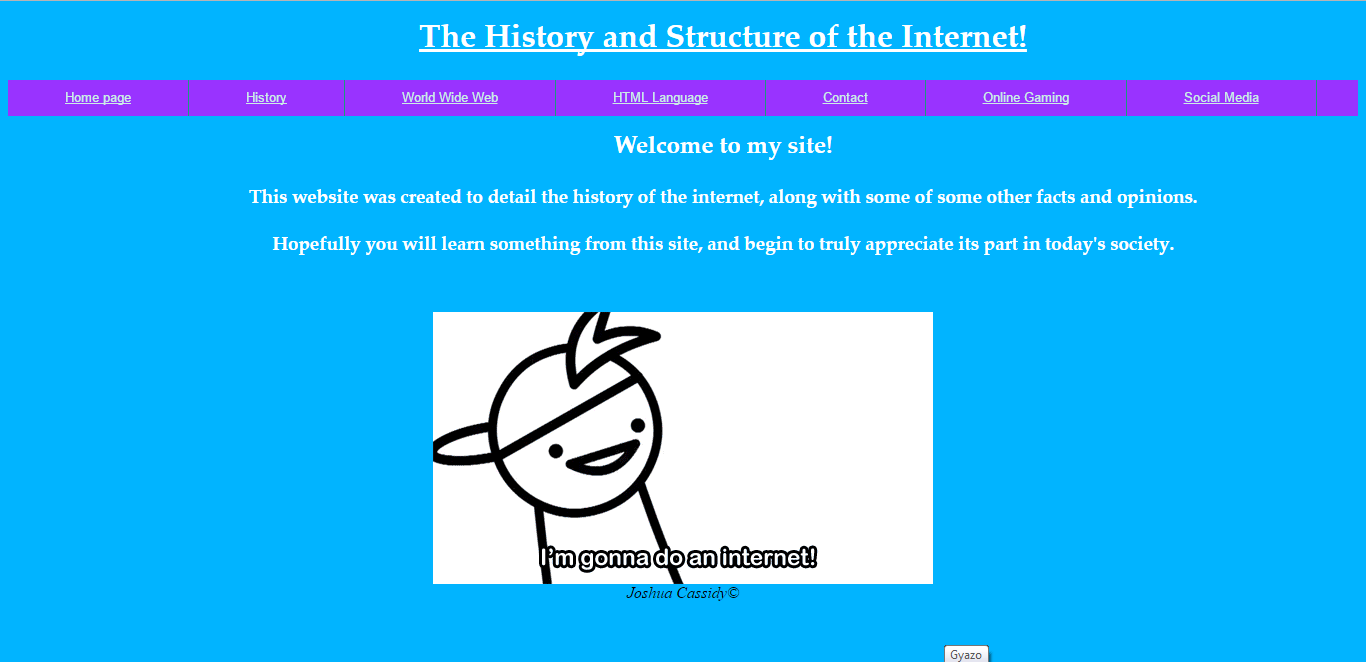 The History and Structure of the Internet!
Home page History World Wide Web HTML Language Contact Online Gaming Social Media
Welcome to my site!
This website was created to detail the history of the internet, along with some of some other facts and opinions.
Hopefully you will learn something from this site, and begin to truly appreciate its part in today's society.
I'm gonna do an internet!
Joshua Cassidy©
Gyazo